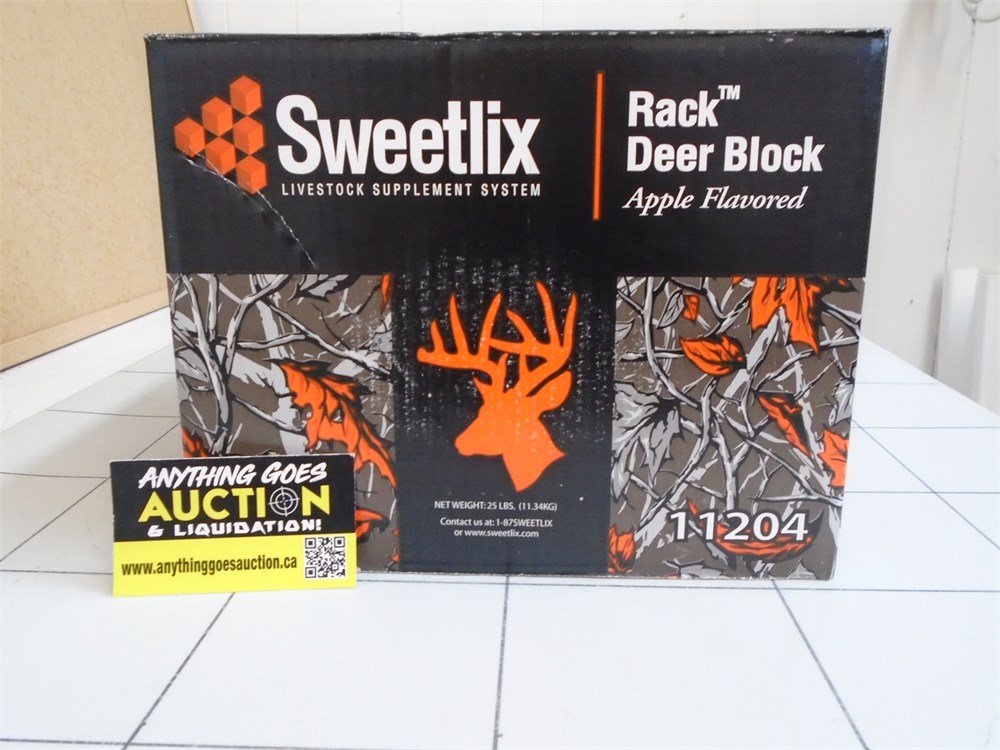 Sweetlix
LIVESTOCK SUPPLEMENT SYSTEM
Rack™
Deer Block
Apple Flavored
NET WEIGHT: 25 LBS. (11.34KG)
Contact us at: 1-87SWEETLIX
or www.sweetlix.com
11204
ANYTHING GOES
AUCTION
& LIQUIDATION!
www.anythinggoesauction.ca